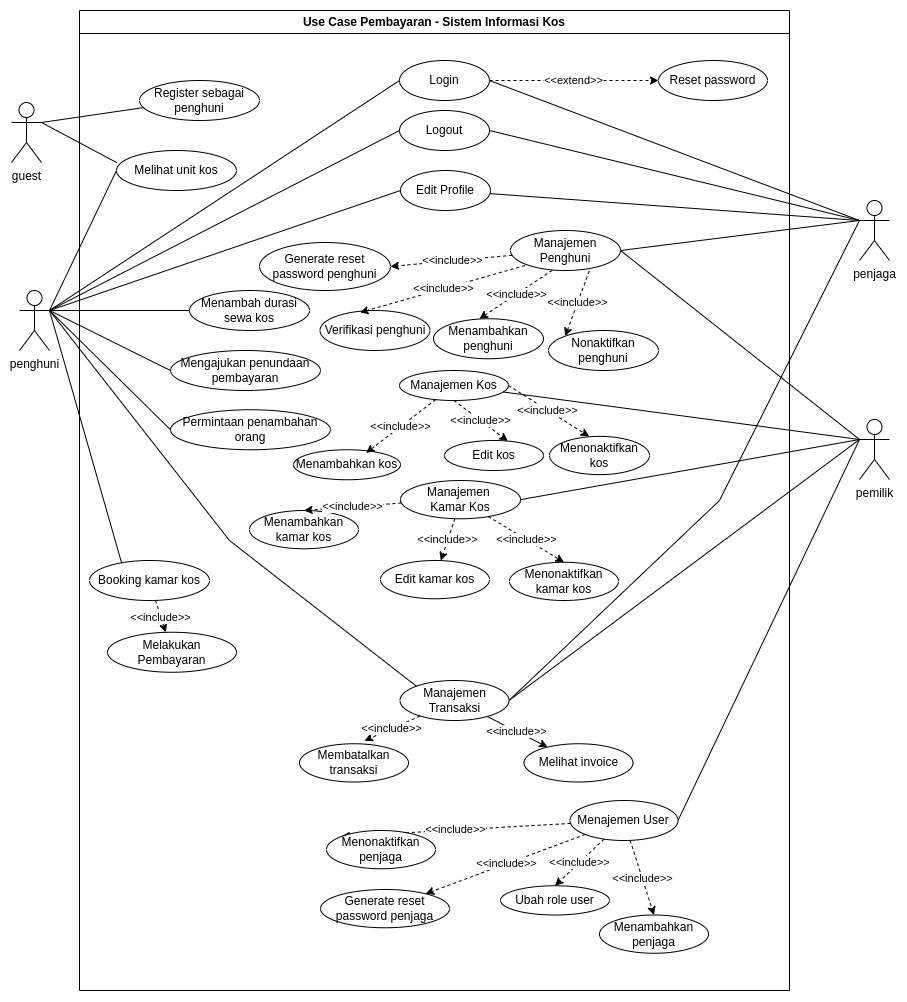 Use Case Pembayaran - Sistem Informasi Kos
Login
<<extend>>
Reset password
Register sebagai
penghuni
guest
Logout
Melihat unit kos
Edit Profile
penjaga
Manajemen
Penghuni
Generate reset
password penghuni
<<include>>
<<include>>
<<include>>
<<include>>
penghuni
Menambah durasi
sewa kos
Verifikasi penghuni
Menambahkan
penghuni
Nonaktifkan
penghuni
Mengajukan penundaan
pembayaran
Manajemen Kos
<<include>>
<<include>>
<<include>>
Permintaan penambahan
orang
Menambahkan kos
Edit kos
Menonaktifkan
kos
pemilik
Manajemen
Kamar Kos
<<include>>
<<include>>
<<include>>
Menambahkan
kamar kos
Edit kamar kos
Menonaktifkan
kamar kos
Booking kamar kos
<<include>>
Melakukan
Pembayaran
Manajemen
Transaksi
<<include>>
<<include>>
Membatalkan
transaksi
Melihat invoice
Menajemen User
<<include>>
<<include>>
<<include>>
<<include>>
Menonaktifkan
penjaga
Generate reset
password penjaga
Ubah role user
Menambahkan
penjaga